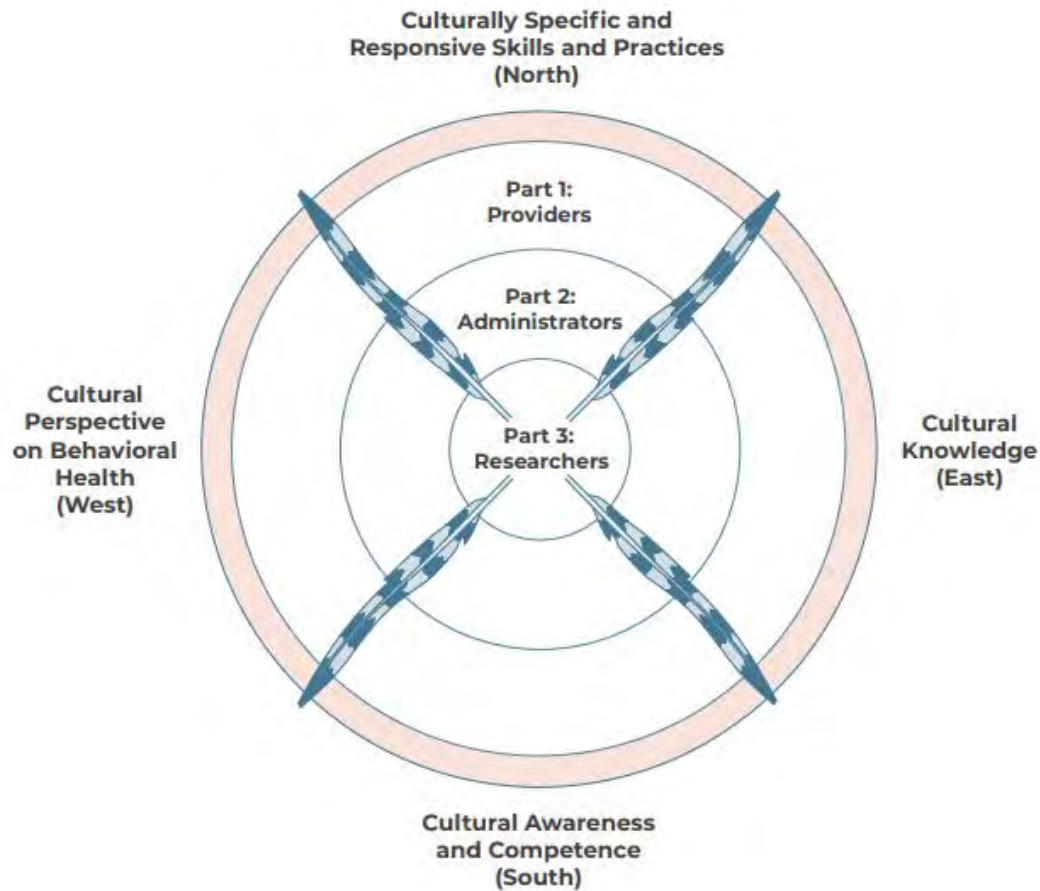 Culturally Specific and
Responsive Skills and Practices
(North)
Part 1:
Providers
Part 2:
Administrators
Cultural
Perspective
on Behavioral
Health
(West)
Part 3:
Researchers
Cultural
Knowledge
(East)
Cultural Awareness
and Competence
(South)